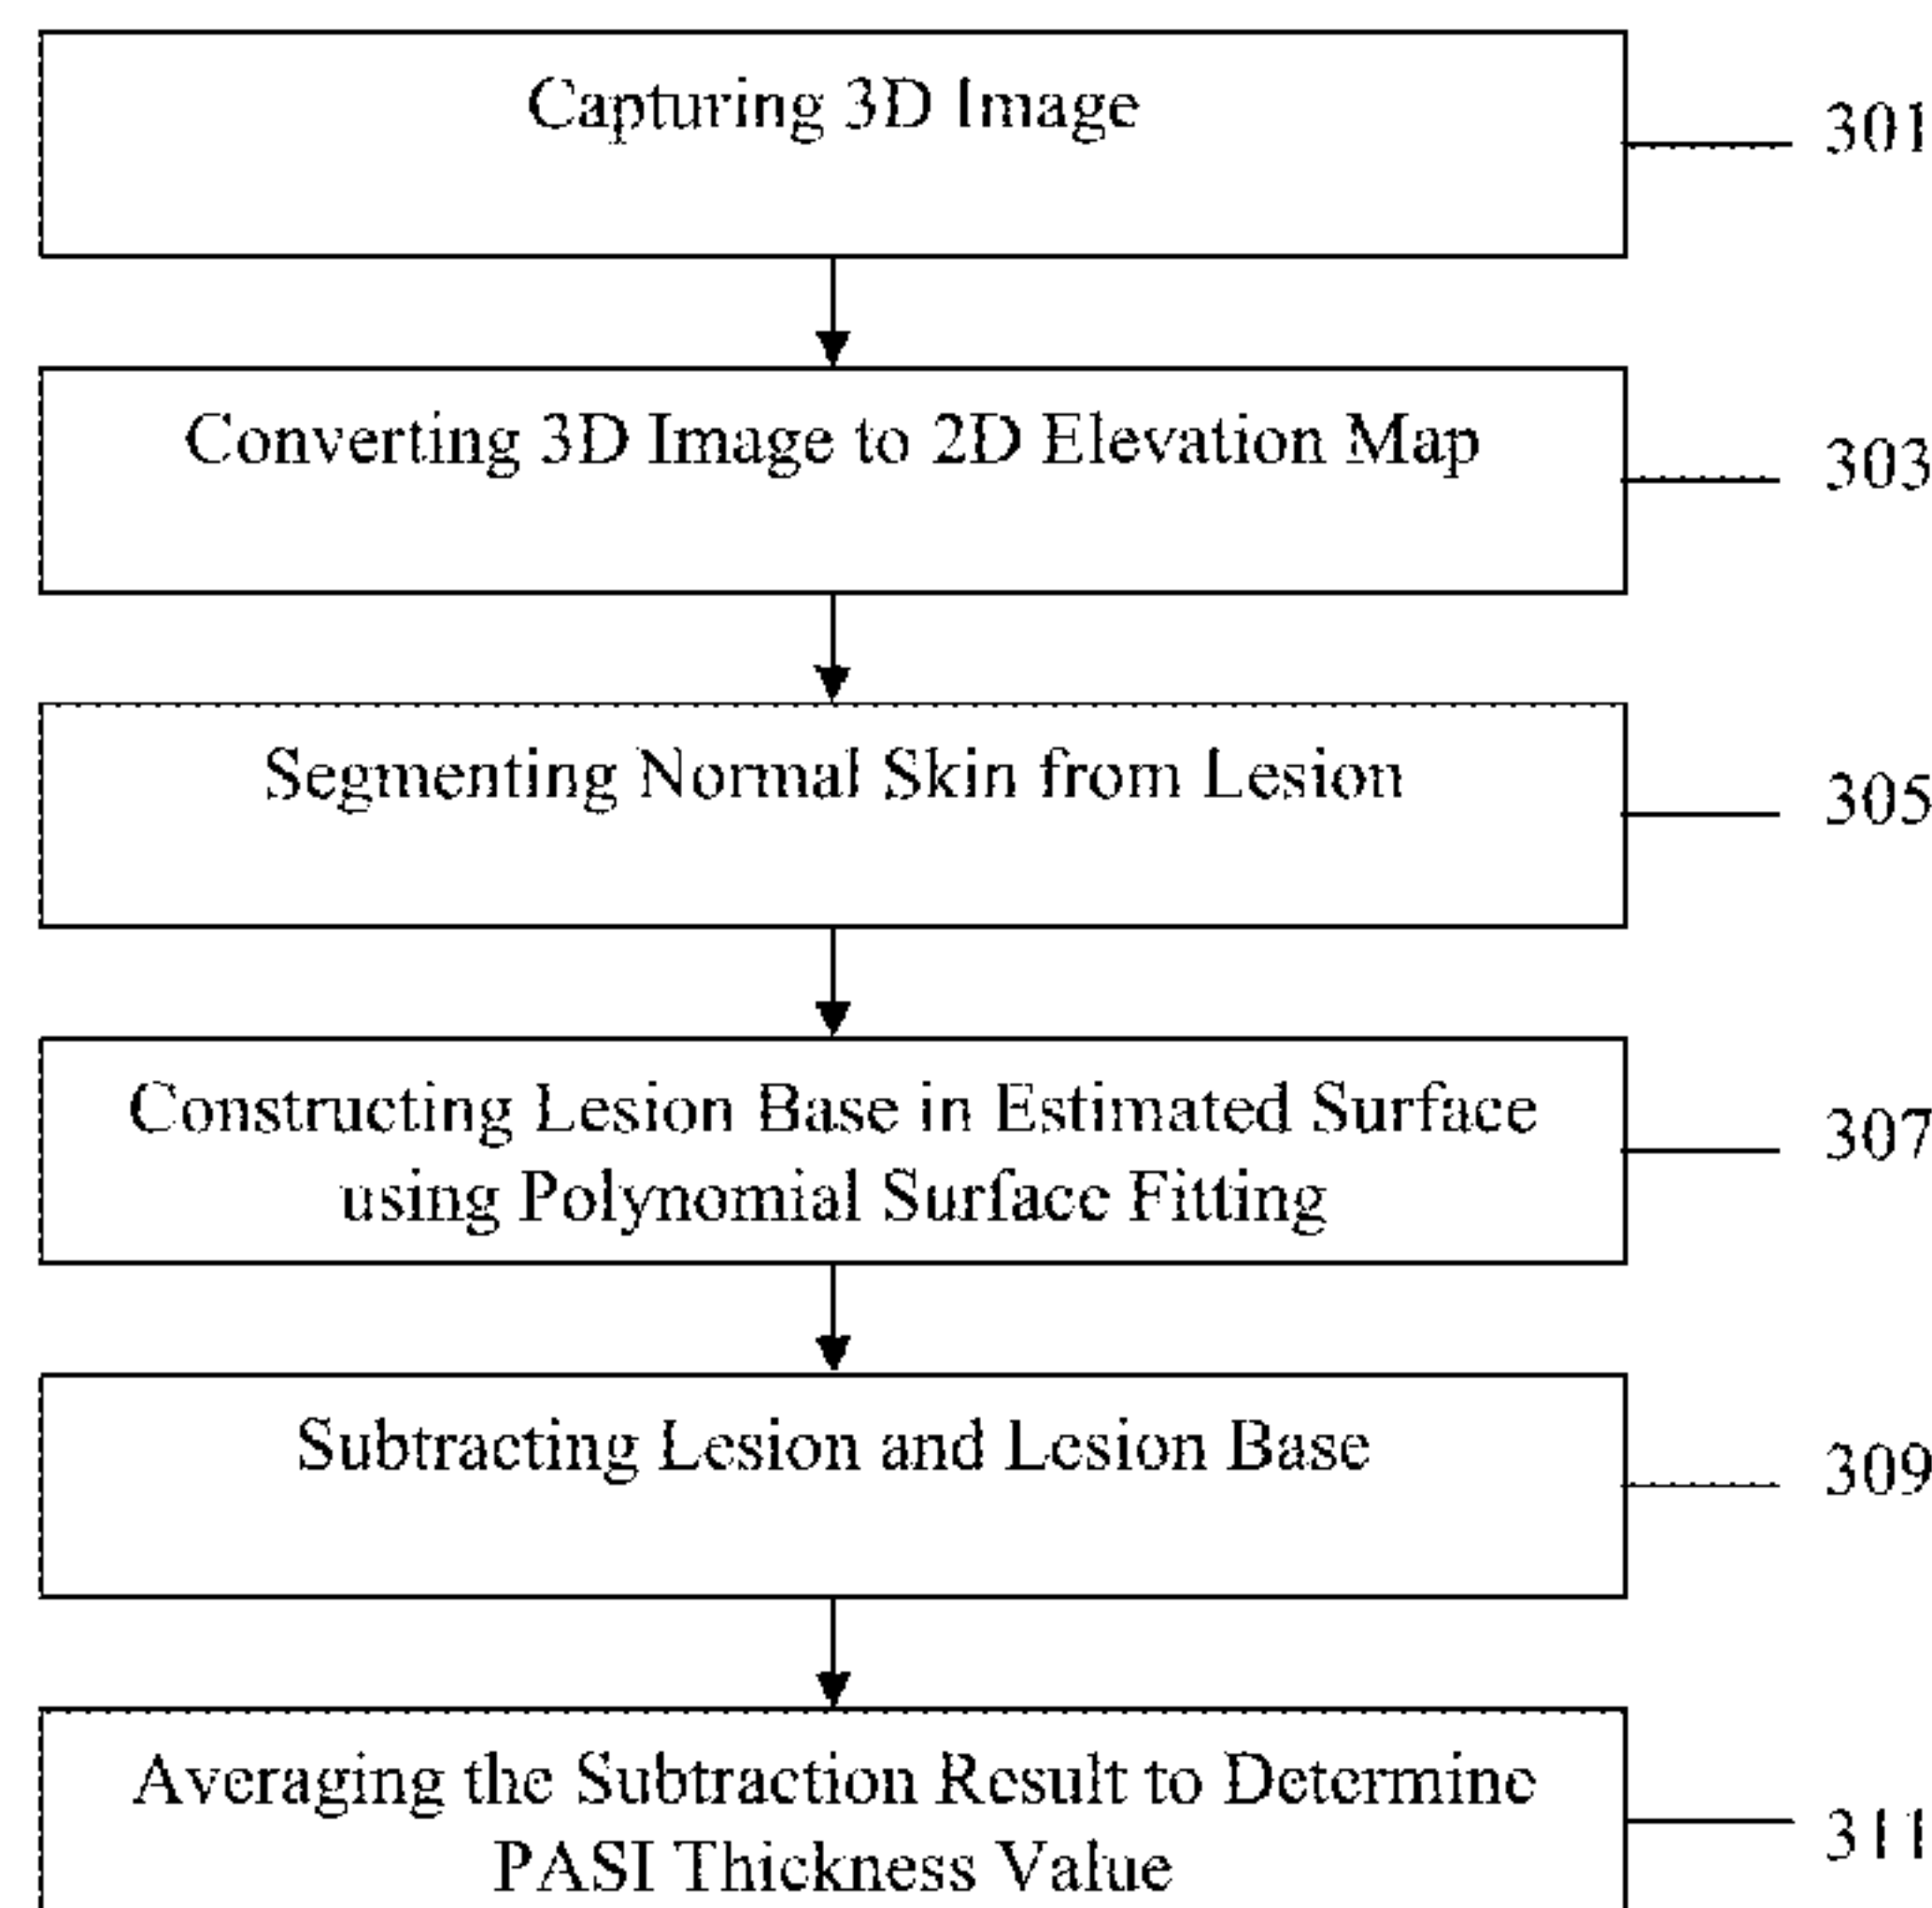 Capturing 3D Image
301
Converting 3D Image to 2D Elevation Map
303
Segmenting Normal Skin from Lesion
305
Constructing Lesion Base in Estimated Surface
using Polynomial Surface Fitting
307
Subtracting Lesion and Lesion Base
309
Averaging the Subtraction Result to Determine
PASI Thickness Value
311